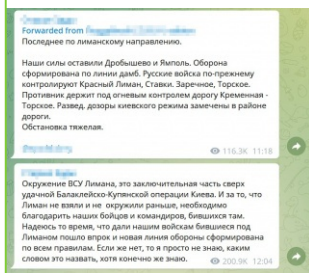 Forwarded from
Последнее по лиманскому направлению.
Наши силы оставили Дробышево и Ямполь. Оборона
сформирована по линии дамб. Русские войска по-прежнему
контролируют Красный Лиман, Ставки. Заречное, Торское.
Противник держит под огневым контролем дорогу Кременная -
Торское. Развед. дозоры киевского режима замечены в районе
дороги.
Обстановка тяжелая.
116.3K 11:18
Окружение ВСУ Лимана, это заключительная часть сверх
удачной Балаклейско-Купянской операции Киева. И за то, что
Лиман не взяли и не окружили раньше, необходимо
благодарить наших бойцов и командиров, бившихся там.
Надеюсь то время, что дали нашим войскам бившиеся под
Лиманом пошло впрок и новая линия обороны сформирована
по всем правилам. Если же нет, то я просто не знаю, каким
словом это назвать, хотя конечно же знаю.
200.9K 12:04